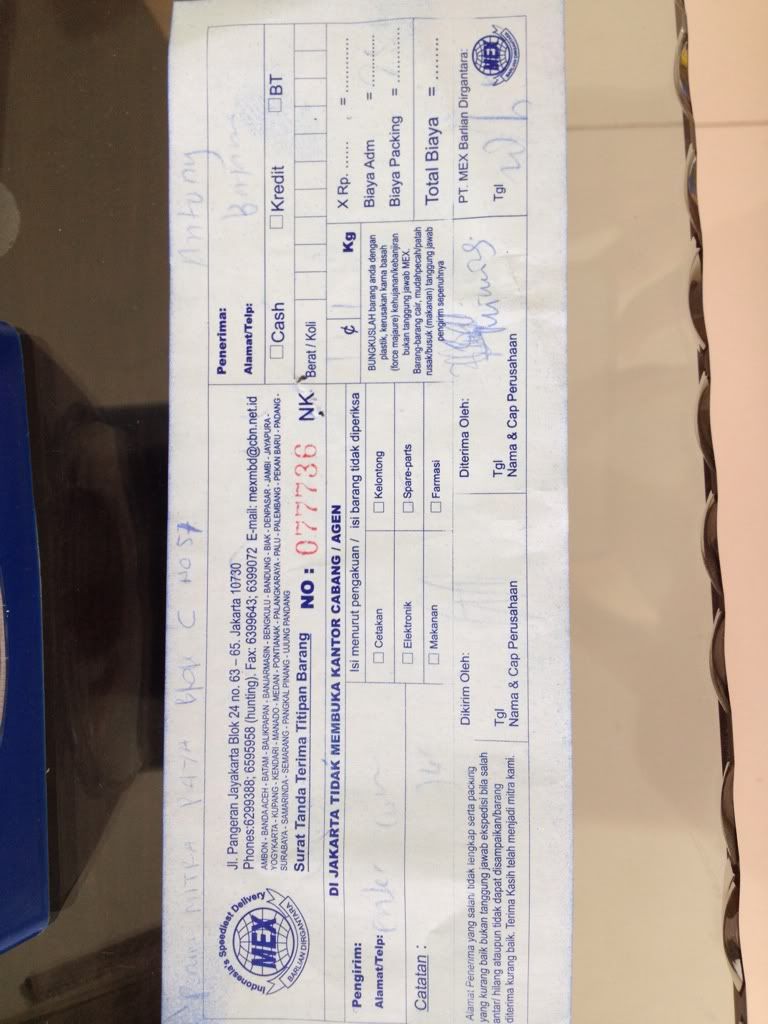 MITRA BLOK C NO 57
Antony
Indonesia's Speediest Delivery
MEX
BARLIAN DIRGANTARA
Jl. Pangeran Jayakarta Blok 24 no. 63 – 65. Jakarta 10730
Phones:6299388; 6595958 (hunting). Fax: 6399643; 6399072 E-mail: mexmbd@cbn.net.id
AMBON - BANDA ACEH - BATAM - BALIKPAPAN - BANJARMASIN - BENGKULU - BANDUNG - BIAK - DENPASAR - JAMBI - JAYAPURA -
YOGYKARTA - KUPANG - KENDARI - MANADO - MEDAN - PONTIANAK - PALANGKARAYA - PALU - PALEMBANG - PEKAN BARU - PADANG -
SURABAYA - SAMARINDA - SEMARANG - PANGKAL PINANG - UJUNG PANDANG
Surat Tanda Terima Titipan Barang NO : 077736 NK
DI JAKARTA TIDAK MEMBUKA KANTOR CABANG / AGEN
Penerima:
Alamat/Telp:
Cash Kredit BT
Berat / Koli
¢ Kg
X Rp. ...... = ..............
Biaya Adm = ..............
Biaya Packing = ..............
Total Biaya = ........
BUNGKUSLAH barang anda dengan
plastik, kerusakan karna basah
(force majaure) kehujanan/kebanjiran
bukan tanggung jawab MEX.
Barang-barang cair, mudahpecah/patah
rusak/busuk (makanan) tanggung jawab
pengirim sepenuhnya
Pengirim:
Alamat/Telp:
Catatan :
Isi menurut pengakuan / isi barang tidak diperiksa
Cetakan Kelontong
Elektronik Spare-parts
Makanan Farmasi
Alamat Penerima yang salah tidak lengkap serta packing
yang kurang baik bukan tanggung jawab ekspedisi bila salah
antar/ hilang ataupun tidak dapat disampaikan/barang
diterima kurang baik. Terima Kasih telah menjadi mitra kami.
Dikirim Oleh:
Tgl
Nama & Cap Perusahaan
Diterima Oleh:
Tgl
Nama & Cap Perusahaan
PT. MEX Barlian Dirgantara:
Tgl
MEX